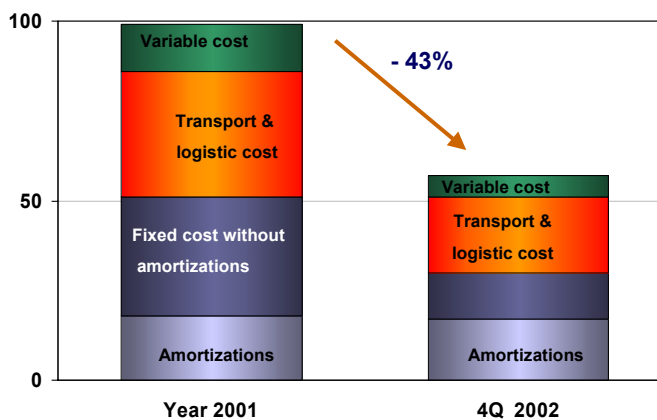 100
Variable cost
- 43%
Transport &
logistic cost
50
Variable cost
Transport &
logistic cost
Fixed cost without
amortizations
Amortizations
Amortizations
0
Year 2001
4Q 2002